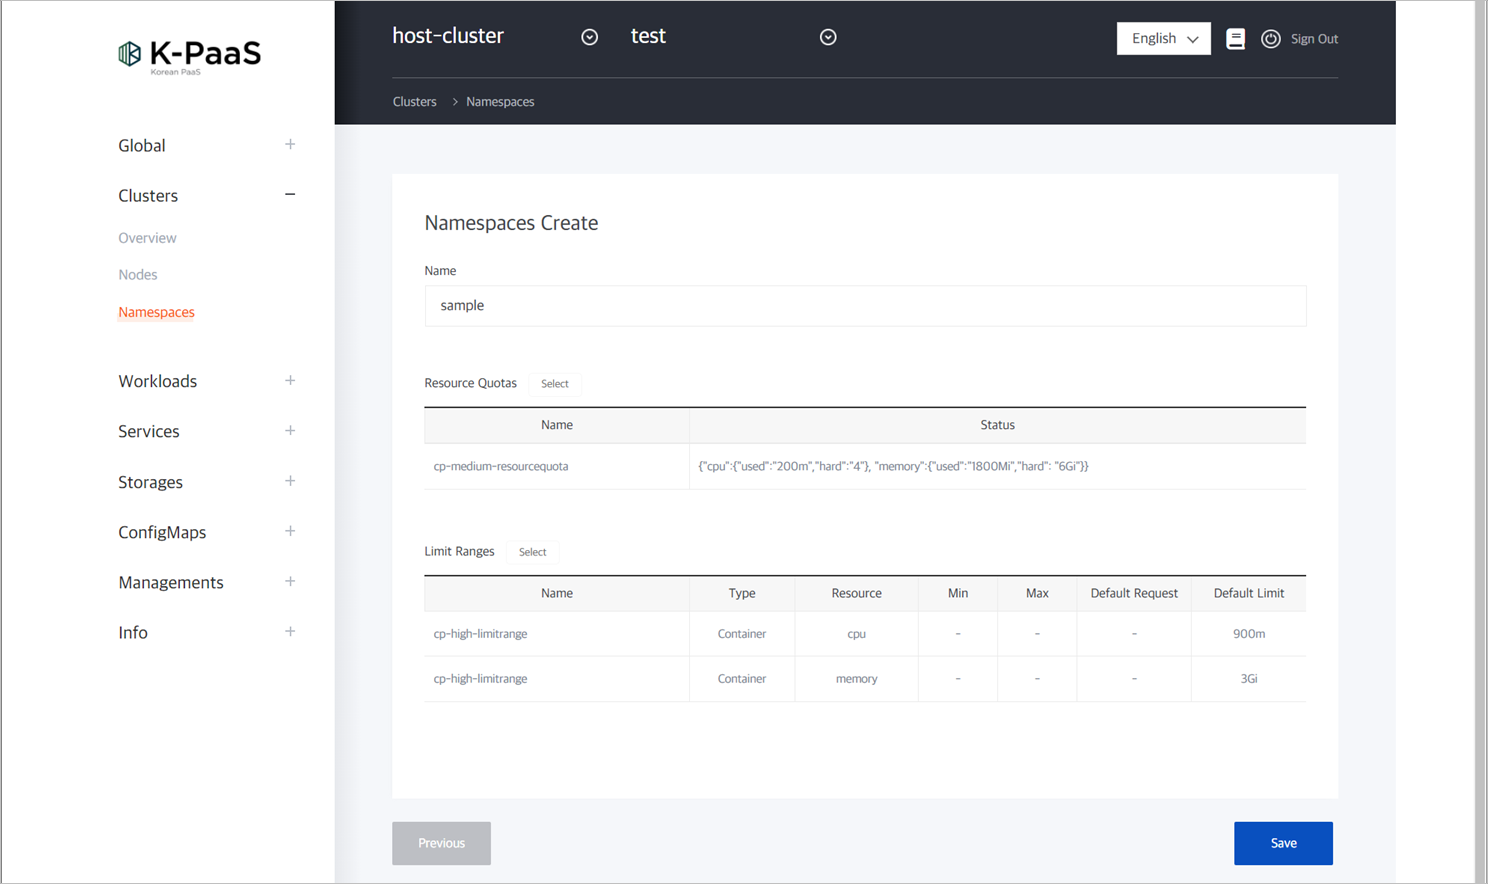 K-PaaS
Korean PaaS
host-cluster
test
English
Sign Out
Clusters > Namespaces
Global +
Clusters −
Overview
Nodes
Namespaces
Workloads +
Services +
Storages +
ConfigMaps +
Managements +
Info +
Namespaces Create
Name
sample
Resource Quotas Select
Name Status
cp-medium-resourcequota {"cpu":{"used":"200m","hard":"4"}, "memory":{"used":"1800Mi","hard": "6Gi"}}
Limit Ranges Select
Name Type Resource Min Max Default Request Default Limit
cp-high-limitrange Container cpu - - - 900m
cp-high-limitrange Container memory - - - 3Gi
Previous
Save